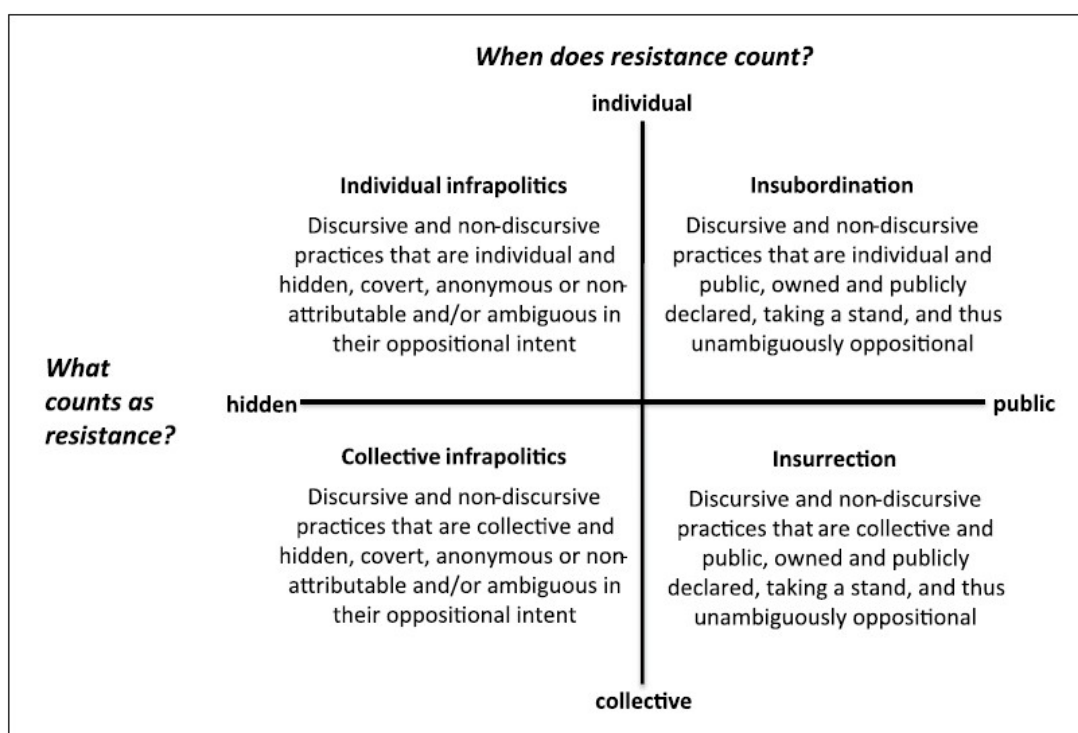 When does resistance count?
individual
Individual infrapolitics
Discursive and non-discursive
practices that are individual and
hidden, covert, anonymous or non-
attributable and/or ambiguous in
their oppositional intent
Insubordination
Discursive and non-discursive
practices that are individual and
public, owned and publicly
declared, taking a stand, and thus
unambiguously oppositional
What
counts as
resistance?
hidden
public
Collective infrapolitics
Discursive and non-discursive
practices that are collective and
hidden, covert, anonymous or non-
attributable and/or ambiguous in
their oppositional intent
Insurrection
Discursive and non-discursive
practices that are collective and
public, owned and publicly
declared, taking a stand, and thus
unambiguously oppositional
collective